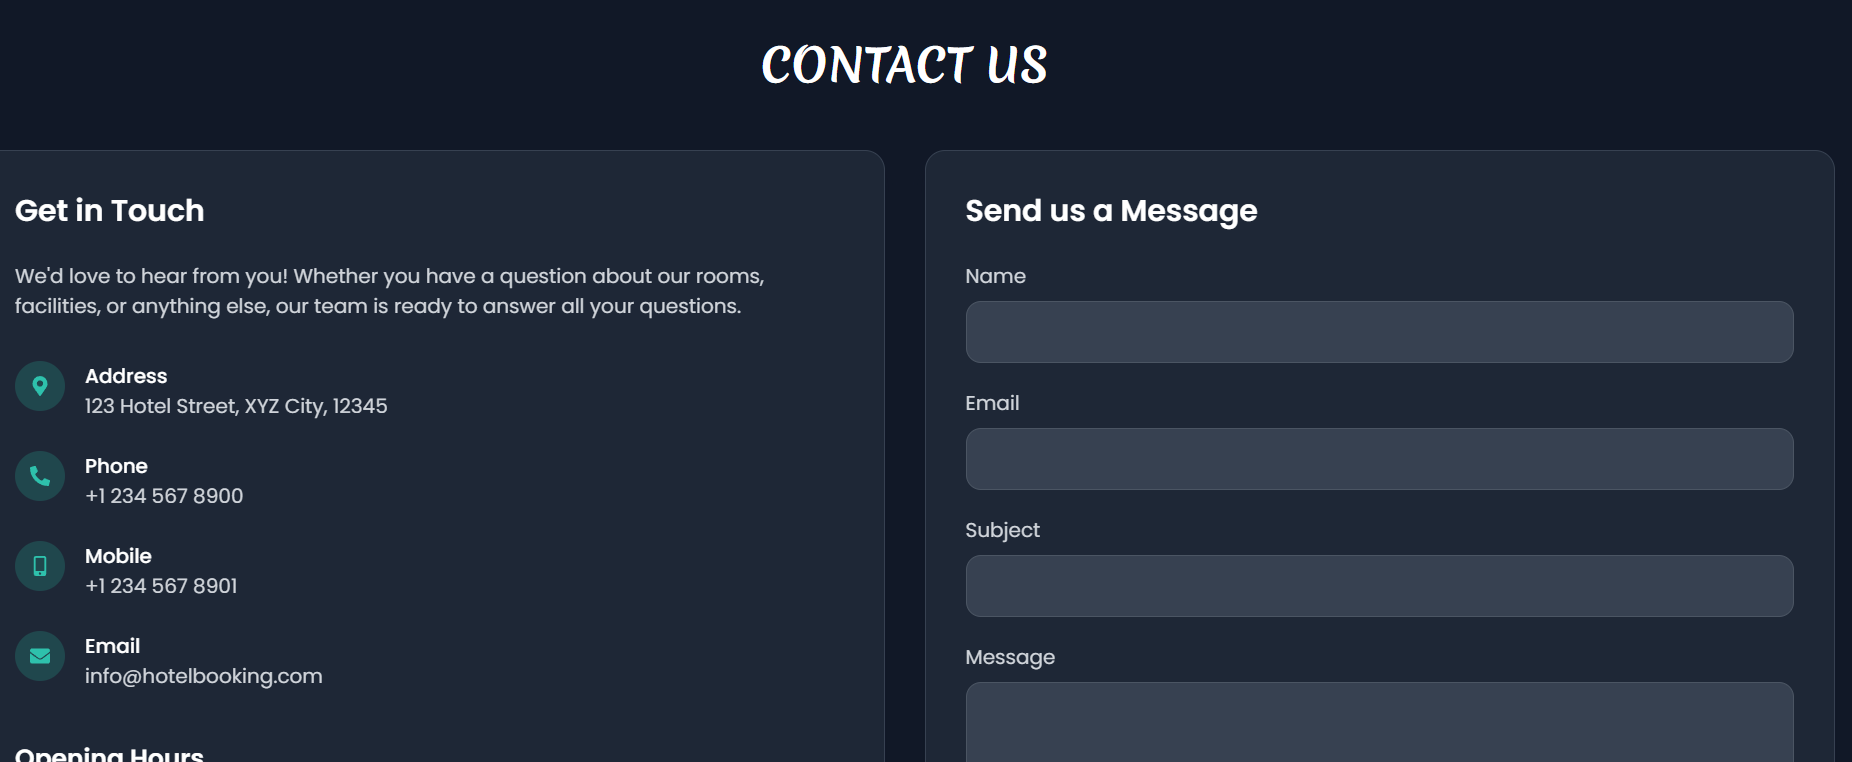 CONTACT US
Get in Touch
We'd love to hear from you! Whether you have a question about our rooms,
facilities, or anything else, our team is ready to answer all your questions.
Address
123 Hotel Street, XYZ City, 12345
Phone
+1 234 567 8900
Mobile
+1 234 567 8901
Email
info@hotelbooking.com
Opening Hours
Send us a Message
Name
Email
Subject
Message